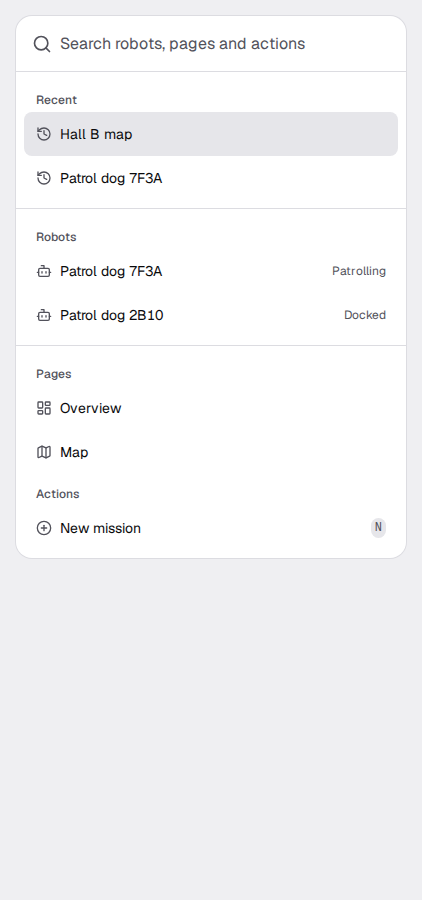 Search robots, pages and actions
Recent
Hall B map
Patrol dog 7F3A
Robots
Patrol dog 7F3A Patrolling
Patrol dog 2B10 Docked
Pages
Overview
Map
Actions
New mission N